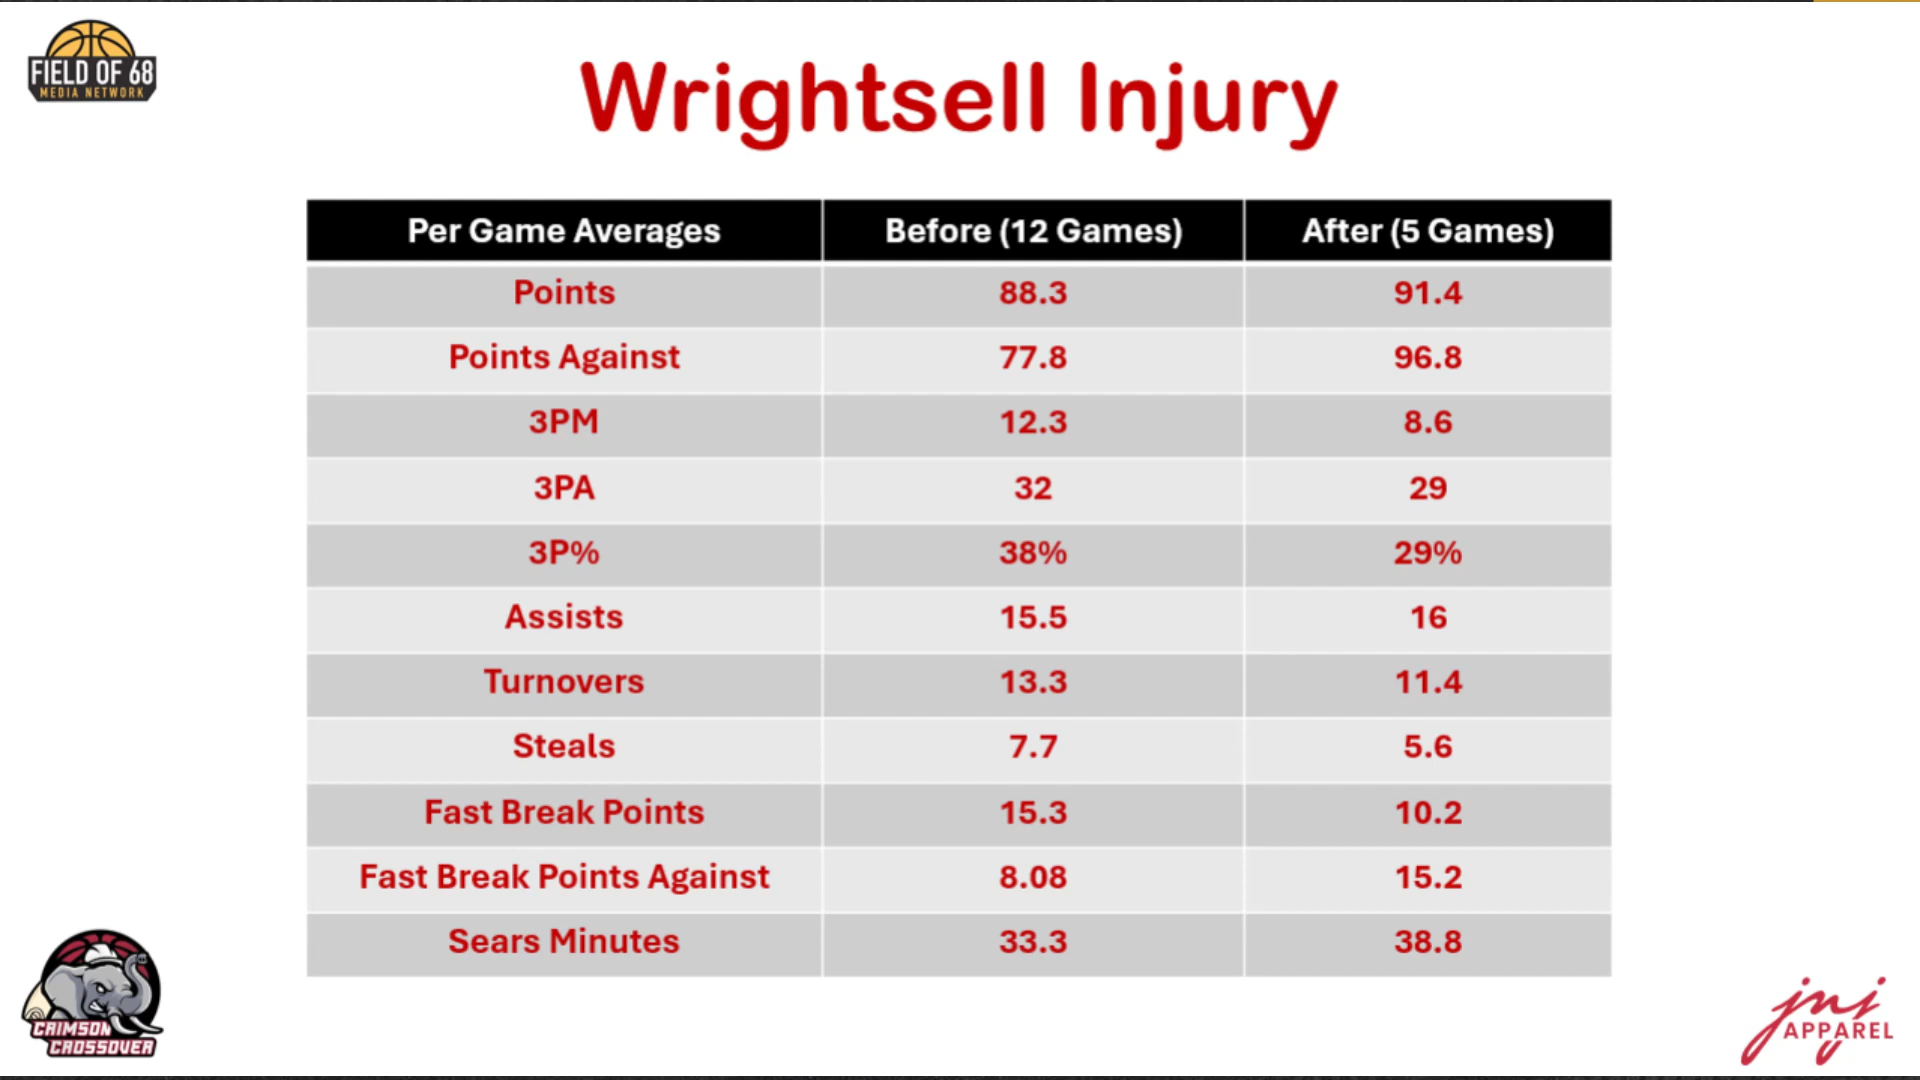 FIELD OF 68
MEDIA NETWORK
Wrightsell Injury
Per Game Averages Before (12 Games) After (5 Games)
Points 88.3 91.4
Points Against 77.8 96.8
3PM 12.3 8.6
3PA 32 29
3P% 38% 29%
Assists 15.5 16
Turnovers 13.3 11.4
Steals 7.7 5.6
Fast Break Points 15.3 10.2
Fast Break Points Against 8.08 15.2
Sears Minutes 33.3 38.8
CRIMSON
CROSSOVER
jnj
APPAREL